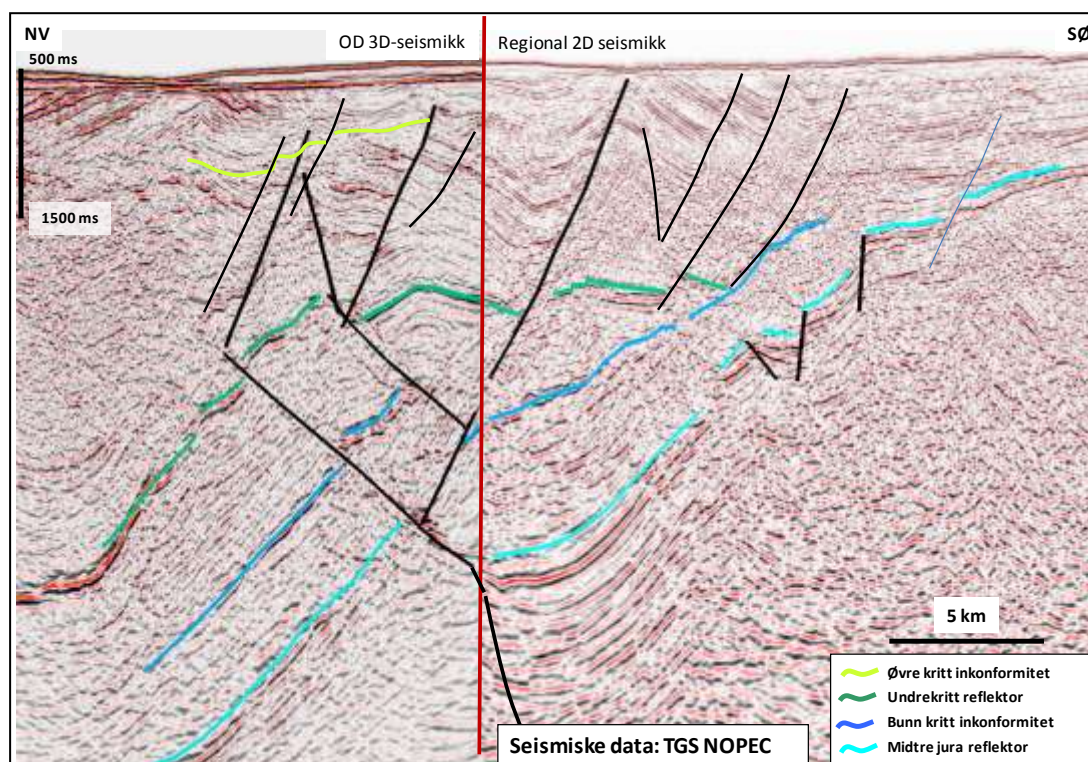 NV
OD 3D-seismikk
Regional 2D seismikk
SØ
500 ms
1500 ms
5 km
Øvre kritt inkonformitet
Undrekritt reflektor
Bunn kritt inkonformitet
Midtre jura reflektor
Seismiske data: TGS NOPEC